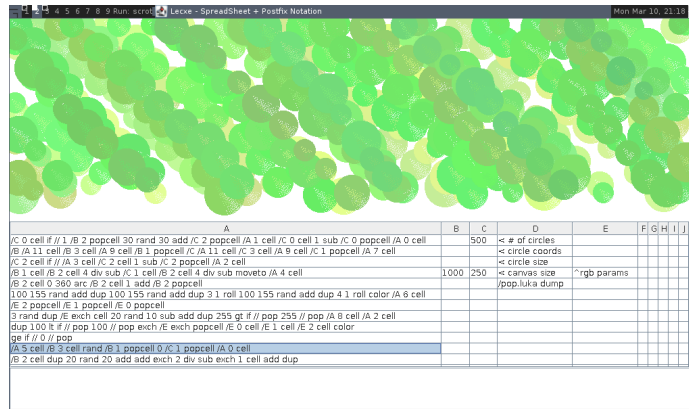 1 2 3 4 5 6 7 8 9 Run: scrot Lecxe - SpreadSheet + Postfix Notation Mon Mar 10, 21:18
A B C D E F G H I J
/C 0 cell if // 1 /B 2 popcell 30 rand 30 add /C 2 popcell /A 1 cell /C 0 cell 1 sub /C 0 popcell /A 0 cell 500 < # of circles
/B /A 11 cell /B 3 cell /A 9 cell /B 1 popcell /C /A 11 cell /C 3 cell /A 9 cell /C 1 popcell /A 7 cell < circle coords
/C 2 cell if // /A 3 cell /C 2 cell 1 sub /C 2 popcell /A 2 cell < circle size
/B 1 cell /B 2 cell 4 div sub /C 1 cell /B 2 cell 4 div sub moveto /A 4 cell 1000 250 < canvas size ^rgb params
/B 2 cell 0 360 arc /B 2 cell 1 add /B 2 popcell /pop.luka dump
100 155 rand add dup 100 155 rand add dup 3 1 roll 100 155 rand add dup 4 1 roll color /A 6 cell
/E 2 popcell /E 1 popcell /E 0 popcell
3 rand dup /E exch cell 20 rand 10 sub add dup 255 gt if // pop 255 // pop /A 8 cell /A 2 cell
dup 100 lt if // pop 100 // pop exch /E exch popcell /E 0 cell /E 1 cell /E 2 cell color
ge if // 0 // pop
/A 5 cell /B 3 cell rand /B 1 popcell 0 /C 1 popcell /A 0 cell
/B 2 cell dup 20 rand 20 add add exch 2 div sub exch 1 cell add dup